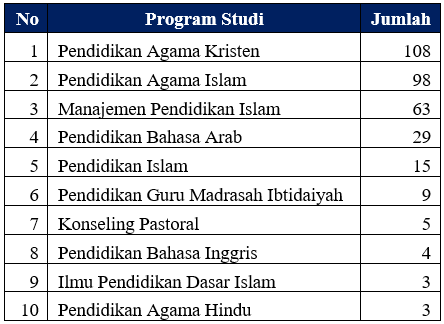 No Program Studi Jumlah
1 Pendidikan Agama Kristen 108
2 Pendidikan Agama Islam 98
3 Manajemen Pendidikan Islam 63
4 Pendidikan Bahasa Arab 29
5 Pendidikan Islam 15
6 Pendidikan Guru Madrasah Ibtidaiyah 9
7 Konseling Pastoral 5
8 Pendidikan Bahasa Inggris 4
9 Ilmu Pendidikan Dasar Islam 3
10 Pendidikan Agama Hindu 3